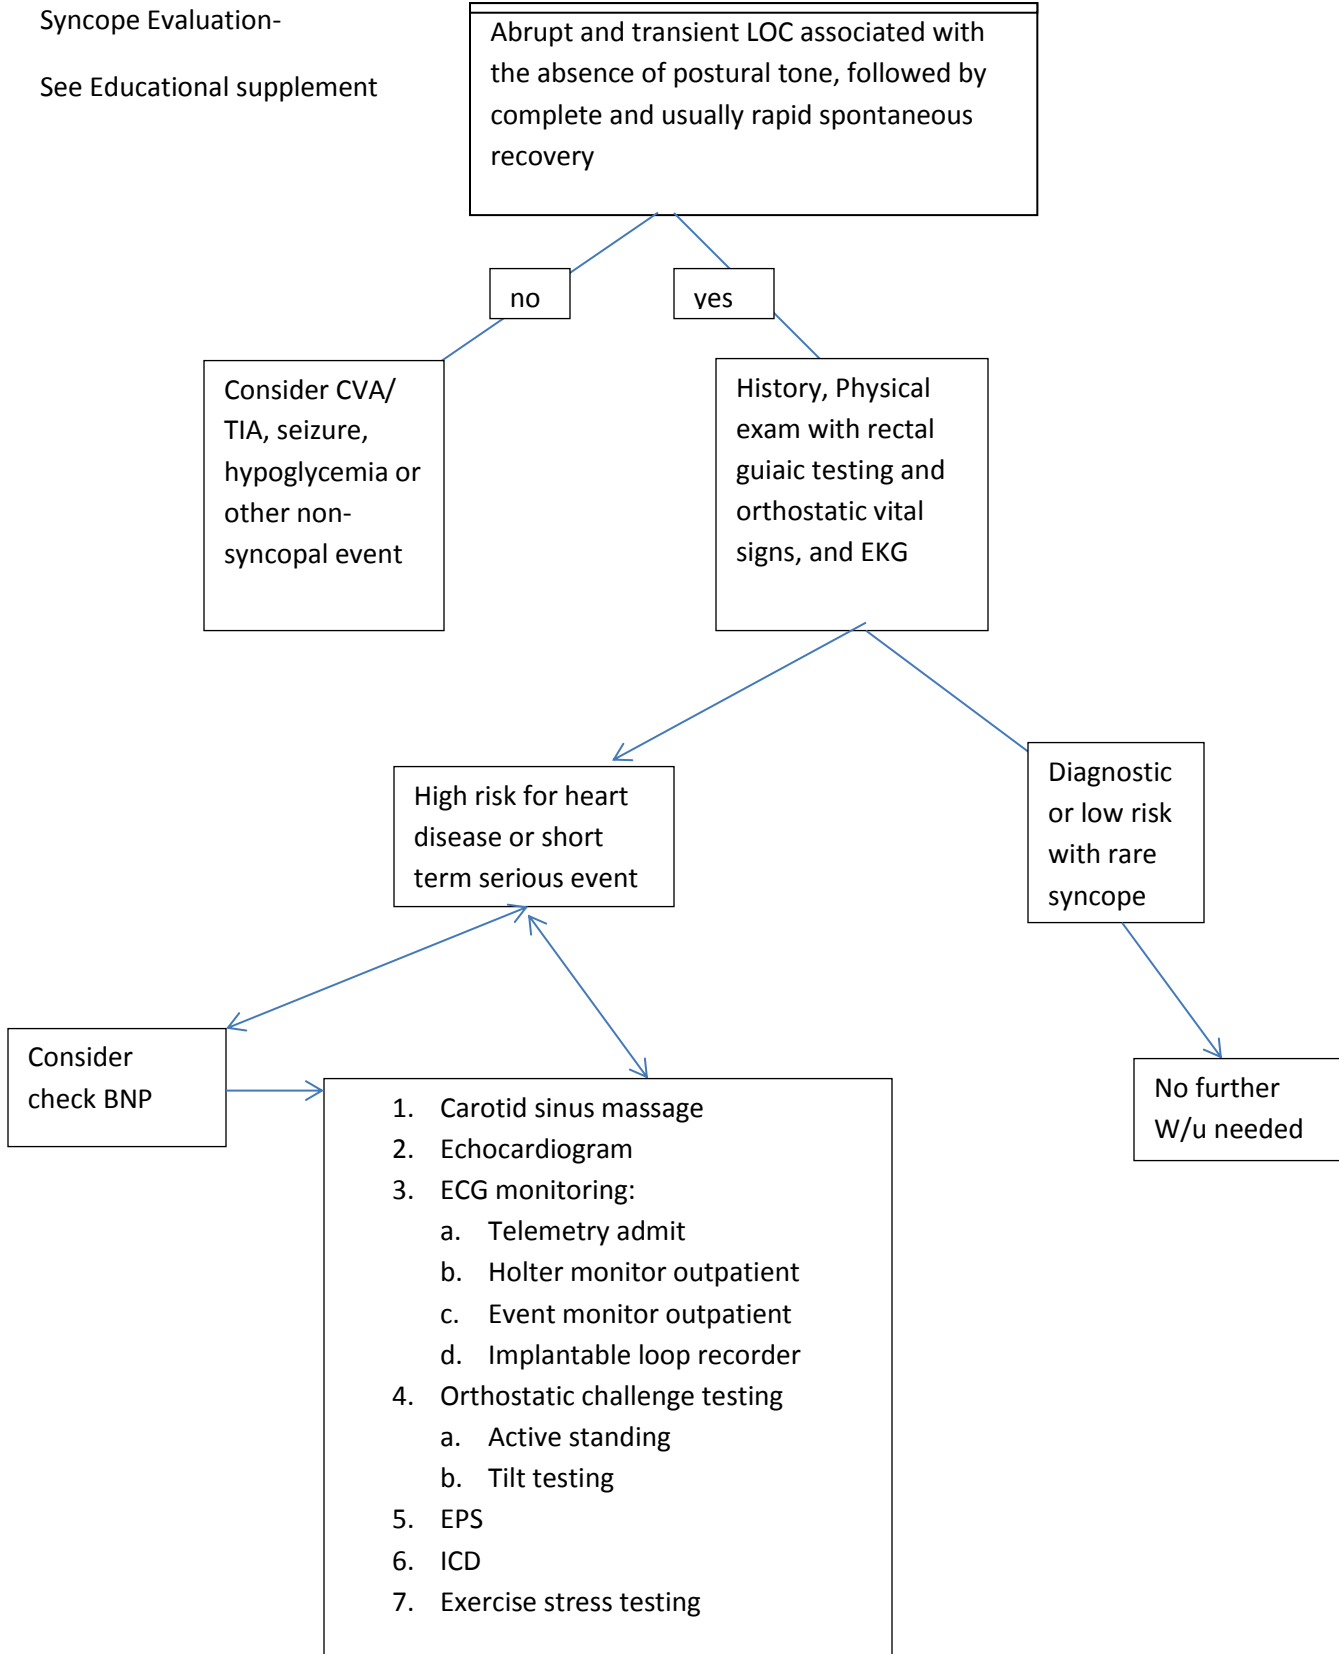 Syncope Evaluation-
See Educational supplement
Abrupt and transient LOC associated with
the absence of postural tone, followed by
complete and usually rapid spontaneous
recovery
no
yes
Consider CVA/
TIA, seizure,
hypoglycemia or
other non-
syncopal event
History, Physical
exam with rectal
guiaic testing and
orthostatic vital
signs, and EKG
High risk for heart
disease or short
term serious event
Diagnostic
or low risk
with rare
syncope
Consider
check BNP
No further
W/u needed
1. Carotid sinus massage
2. Echocardiogram
3. ECG monitoring:
a. Telemetry admit
b. Holter monitor outpatient
c. Event monitor outpatient
d. Implantable loop recorder
4. Orthostatic challenge testing
a. Active standing
b. Tilt testing
5. EPS
6. ICD
7. Exercise stress testing